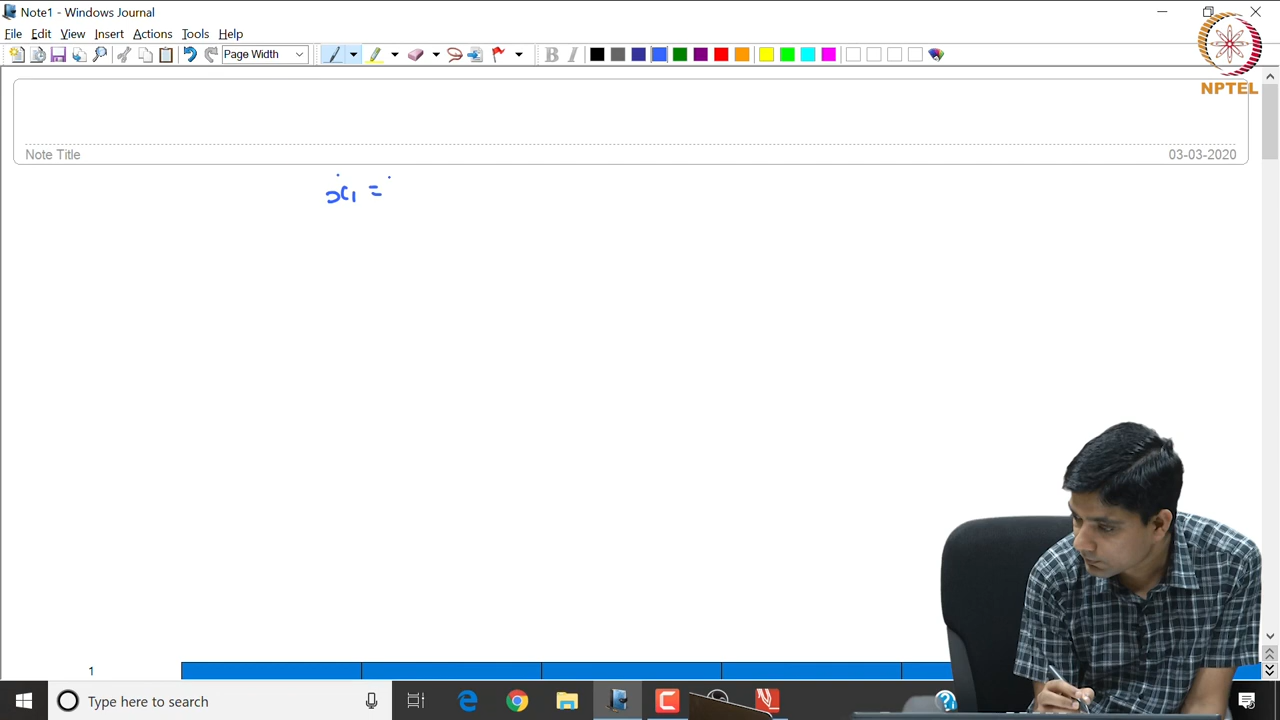 Note1 - Windows Journal
File Edit View Insert Actions Tools Help
Page Width B I
NPTEL
Note Title 03-03-2020
ẋ₁ =
1
Type here to search